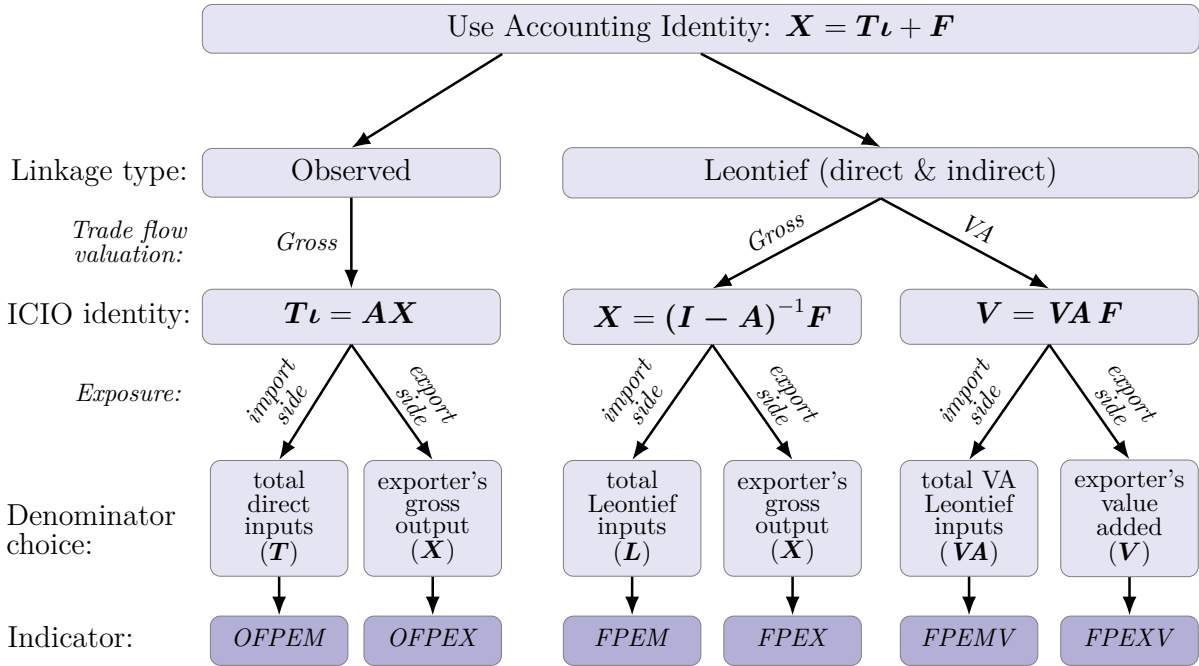 Use Accounting Identity: X = Tι + F
Linkage type:
Observed
Leontief (direct & indirect)
Trade flow
valuation:
Gross
Gross
VA
ICIO identity:
Tι = AX
X = (I − A)⁻¹F
V = VA F
Exposure:
import
side
export
side
import
side
export
side
import
side
export
side
Denominator
choice:
total
direct
inputs
(T)
exporter's
gross
output
(X)
total
Leontief
inputs
(L)
exporter's
gross
output
(X)
total VA
Leontief
inputs
(VA)
exporter's
value
added
(V)
Indicator:
OFPEM
OFPEX
FPEM
FPEX
FPEMV
FPEXV